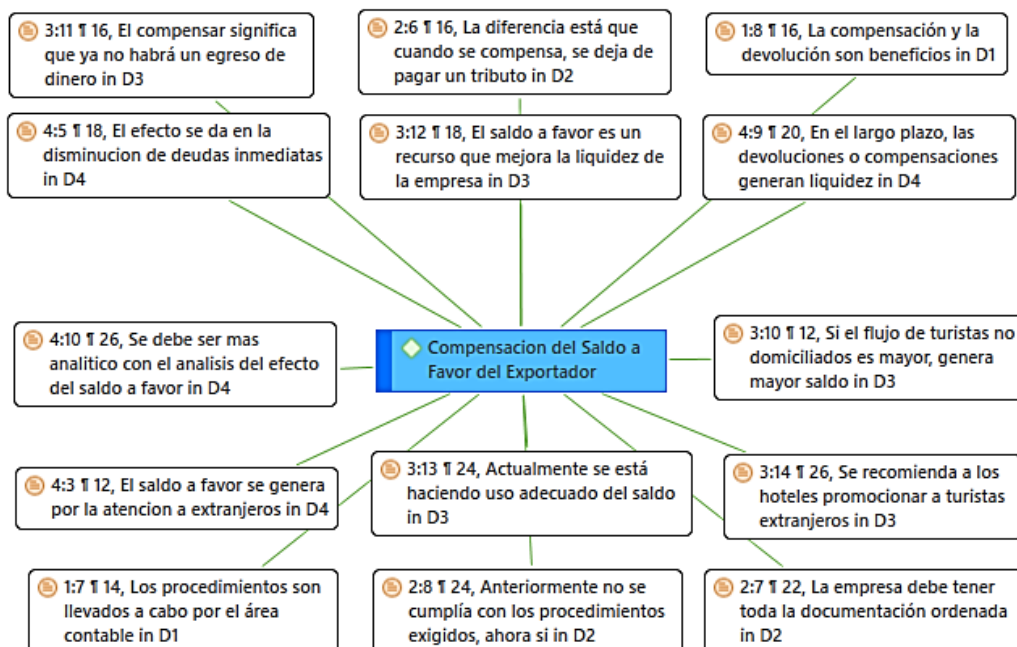 3:11 ¶ 16, El compensar significa
que ya no habrá un egreso de
dinero in D3
2:6 ¶ 16, La diferencia está que
cuando se compensa, se deja de
pagar un tributo in D2
1:8 ¶ 16, La compensación y la
devolución son beneficios in D1
4:5 ¶ 18, El efecto se da en la
disminucion de deudas inmediatas
in D4
3:12 ¶ 18, El saldo a favor es un
recurso que mejora la liquidez de
la empresa in D3
4:9 ¶ 20, En el largo plazo, las
devoluciones o compensaciones
generan liquidez in D4
4:10 ¶ 26, Se debe ser mas
analitico con el analisis del efecto
del saldo a favor in D4
Compensacion del Saldo a
Favor del Exportador
3:10 ¶ 12, Si el flujo de turistas no
domiciliados es mayor, genera
mayor saldo in D3
4:3 ¶ 12, El saldo a favor se genera
por la atencion a extranjeros in D4
3:13 ¶ 24, Actualmente se está
haciendo uso adecuado del saldo
in D3
3:14 ¶ 26, Se recomienda a los
hoteles promocionar a turistas
extranjeros in D3
1:7 ¶ 14, Los procedimientos son
llevados a cabo por el área
contable in D1
2:8 ¶ 24, Anteriormente no se
cumplía con los procedimientos
exigidos, ahora si in D2
2:7 ¶ 22, La empresa debe tener
toda la documentación ordenada
in D2